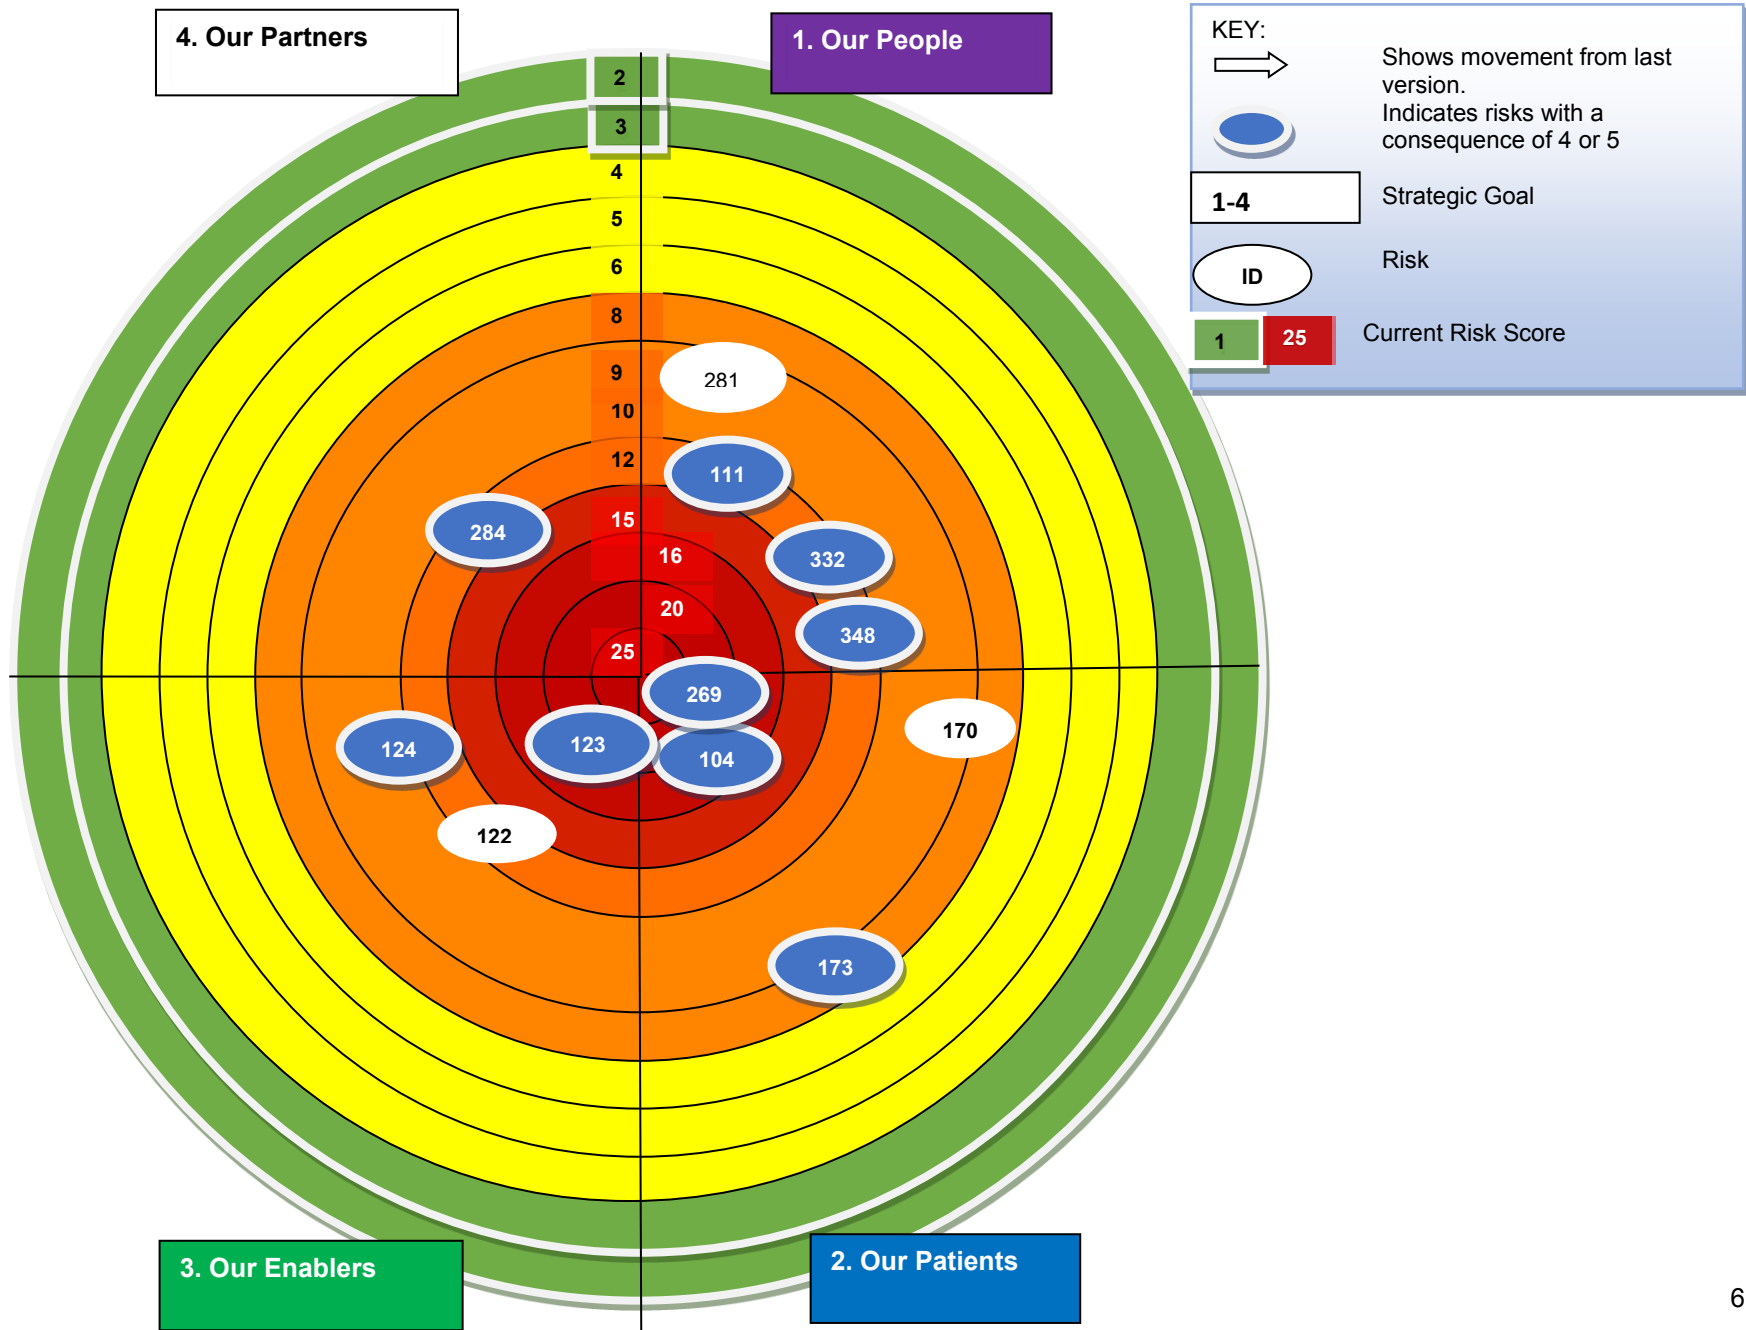 4. Our Partners
1. Our People
KEY:
Shows movement from last
version.
Indicates risks with a
consequence of 4 or 5
1-4
Strategic Goal
ID
Risk
1
25
Current Risk Score
2
3
4
5
6
8
9
10
12
15
16
20
25
281
111
284
332
348
269
170
124
123
104
122
173
3. Our Enablers
2. Our Patients
6